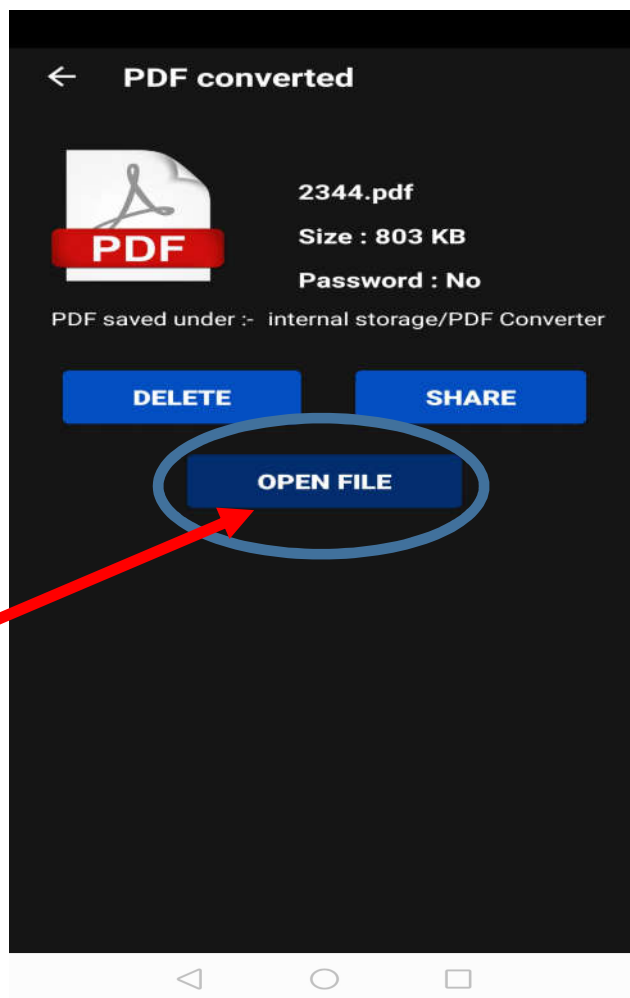 PDF converted
PDF
2344.pdf
Size : 803 KB
Password : No
PDF saved under :- internal storage/PDF Converter
DELETE SHARE
OPEN FILE